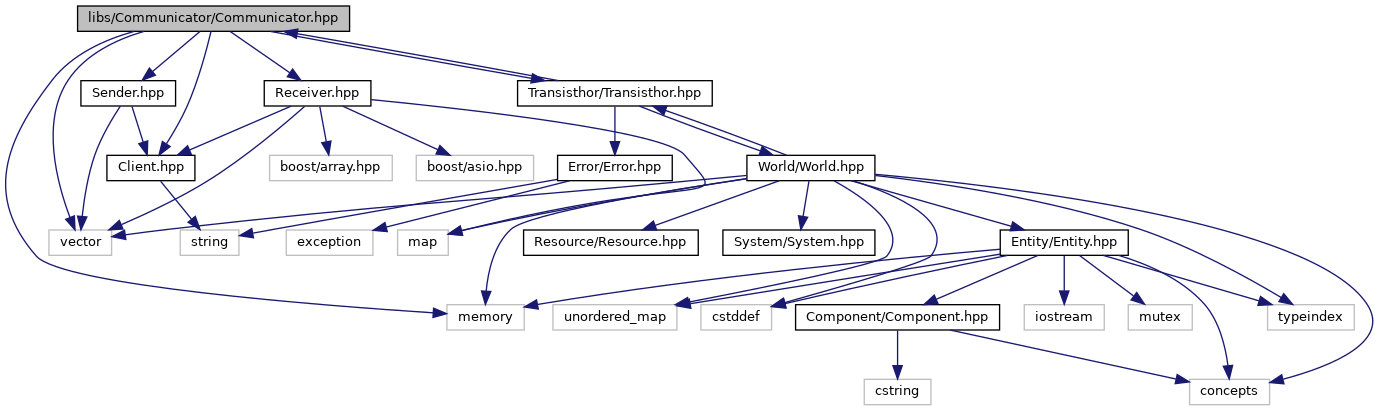 libs/Communicator/Communicator.hpp
Sender.hpp
Receiver.hpp
Transisthor/Transisthor.hpp
Client.hpp
boost/array.hpp
boost/asio.hpp
Error/Error.hpp
World/World.hpp
vector
string
exception
map
Resource/Resource.hpp
System/System.hpp
Entity/Entity.hpp
memory
unordered_map
cstddef
Component/Component.hpp
iostream
mutex
typeindex
cstring
concepts